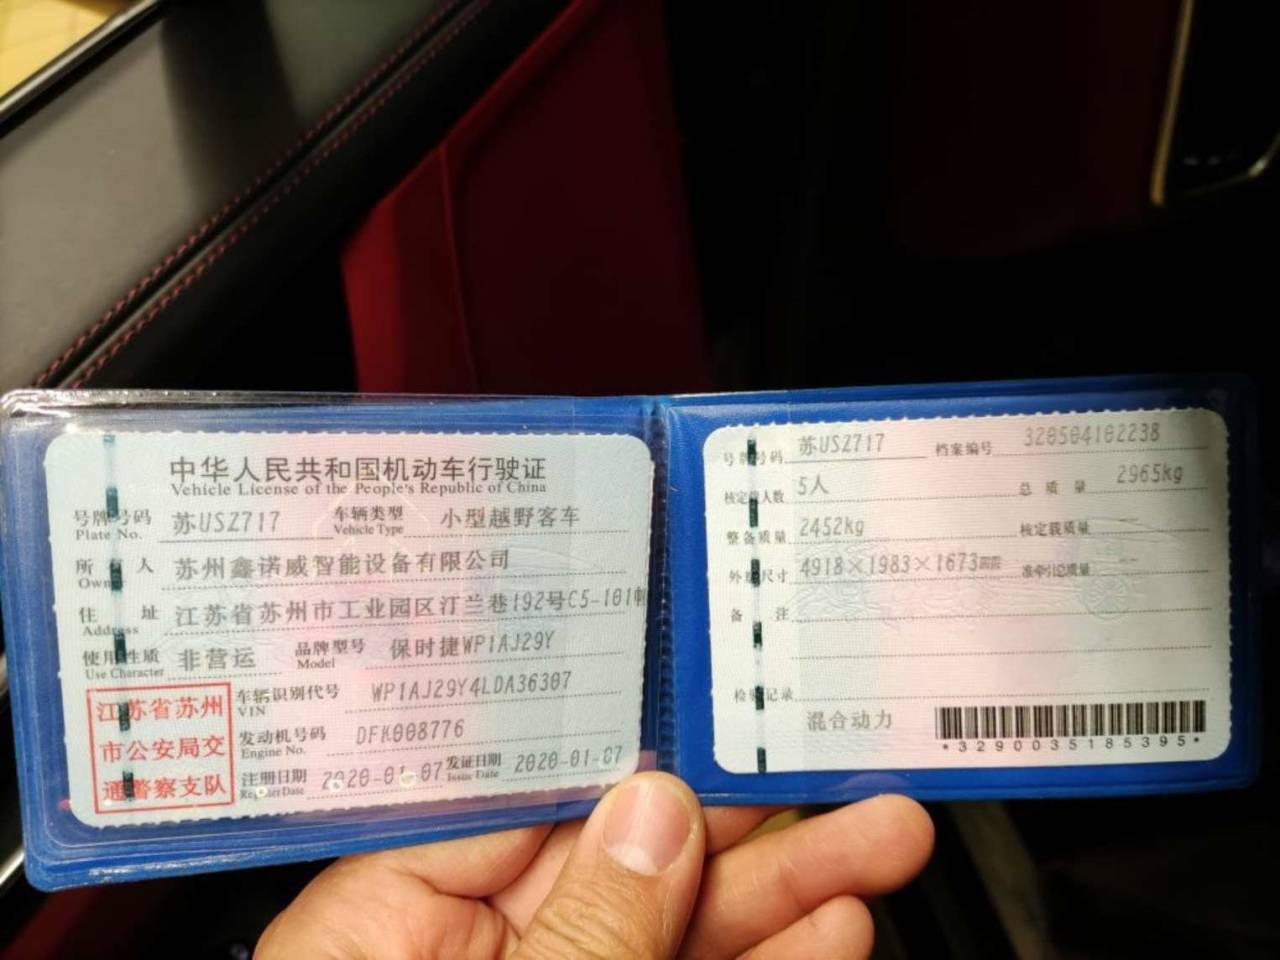 中华人民共和国机动车行驶证
Vehicle License of the People's Republic of China
号牌号码 苏USZ717 车辆类型 小型越野客车
Plate No. Vehicle Type
所有人 苏州鑫诺威智能设备有限公司
Owner
住 址 江苏省苏州市工业园区汀兰巷192号C5-101
Address
使用性质 非营运 品牌型号 保时捷WP1AJ29Y
Use Character Model
车辆识别代号 WP1AJ29Y4LDA36307
VIN
发动机号码 DFK008776
Engine No.
注册日期 2020-01-07 发证日期 2020-01-07
Register Date Issue Date
江苏省苏州
市公安局交
通警察支队
号牌号码 苏USZ717 档案编号 320504102238
核定载人数 5人 总 质 量 2965kg
整备质量 2452kg 核定载质量
外廓尺寸 4918×1983×1673 准牵引总质量
备 注
检验记录
混合动力
*3290035185395*